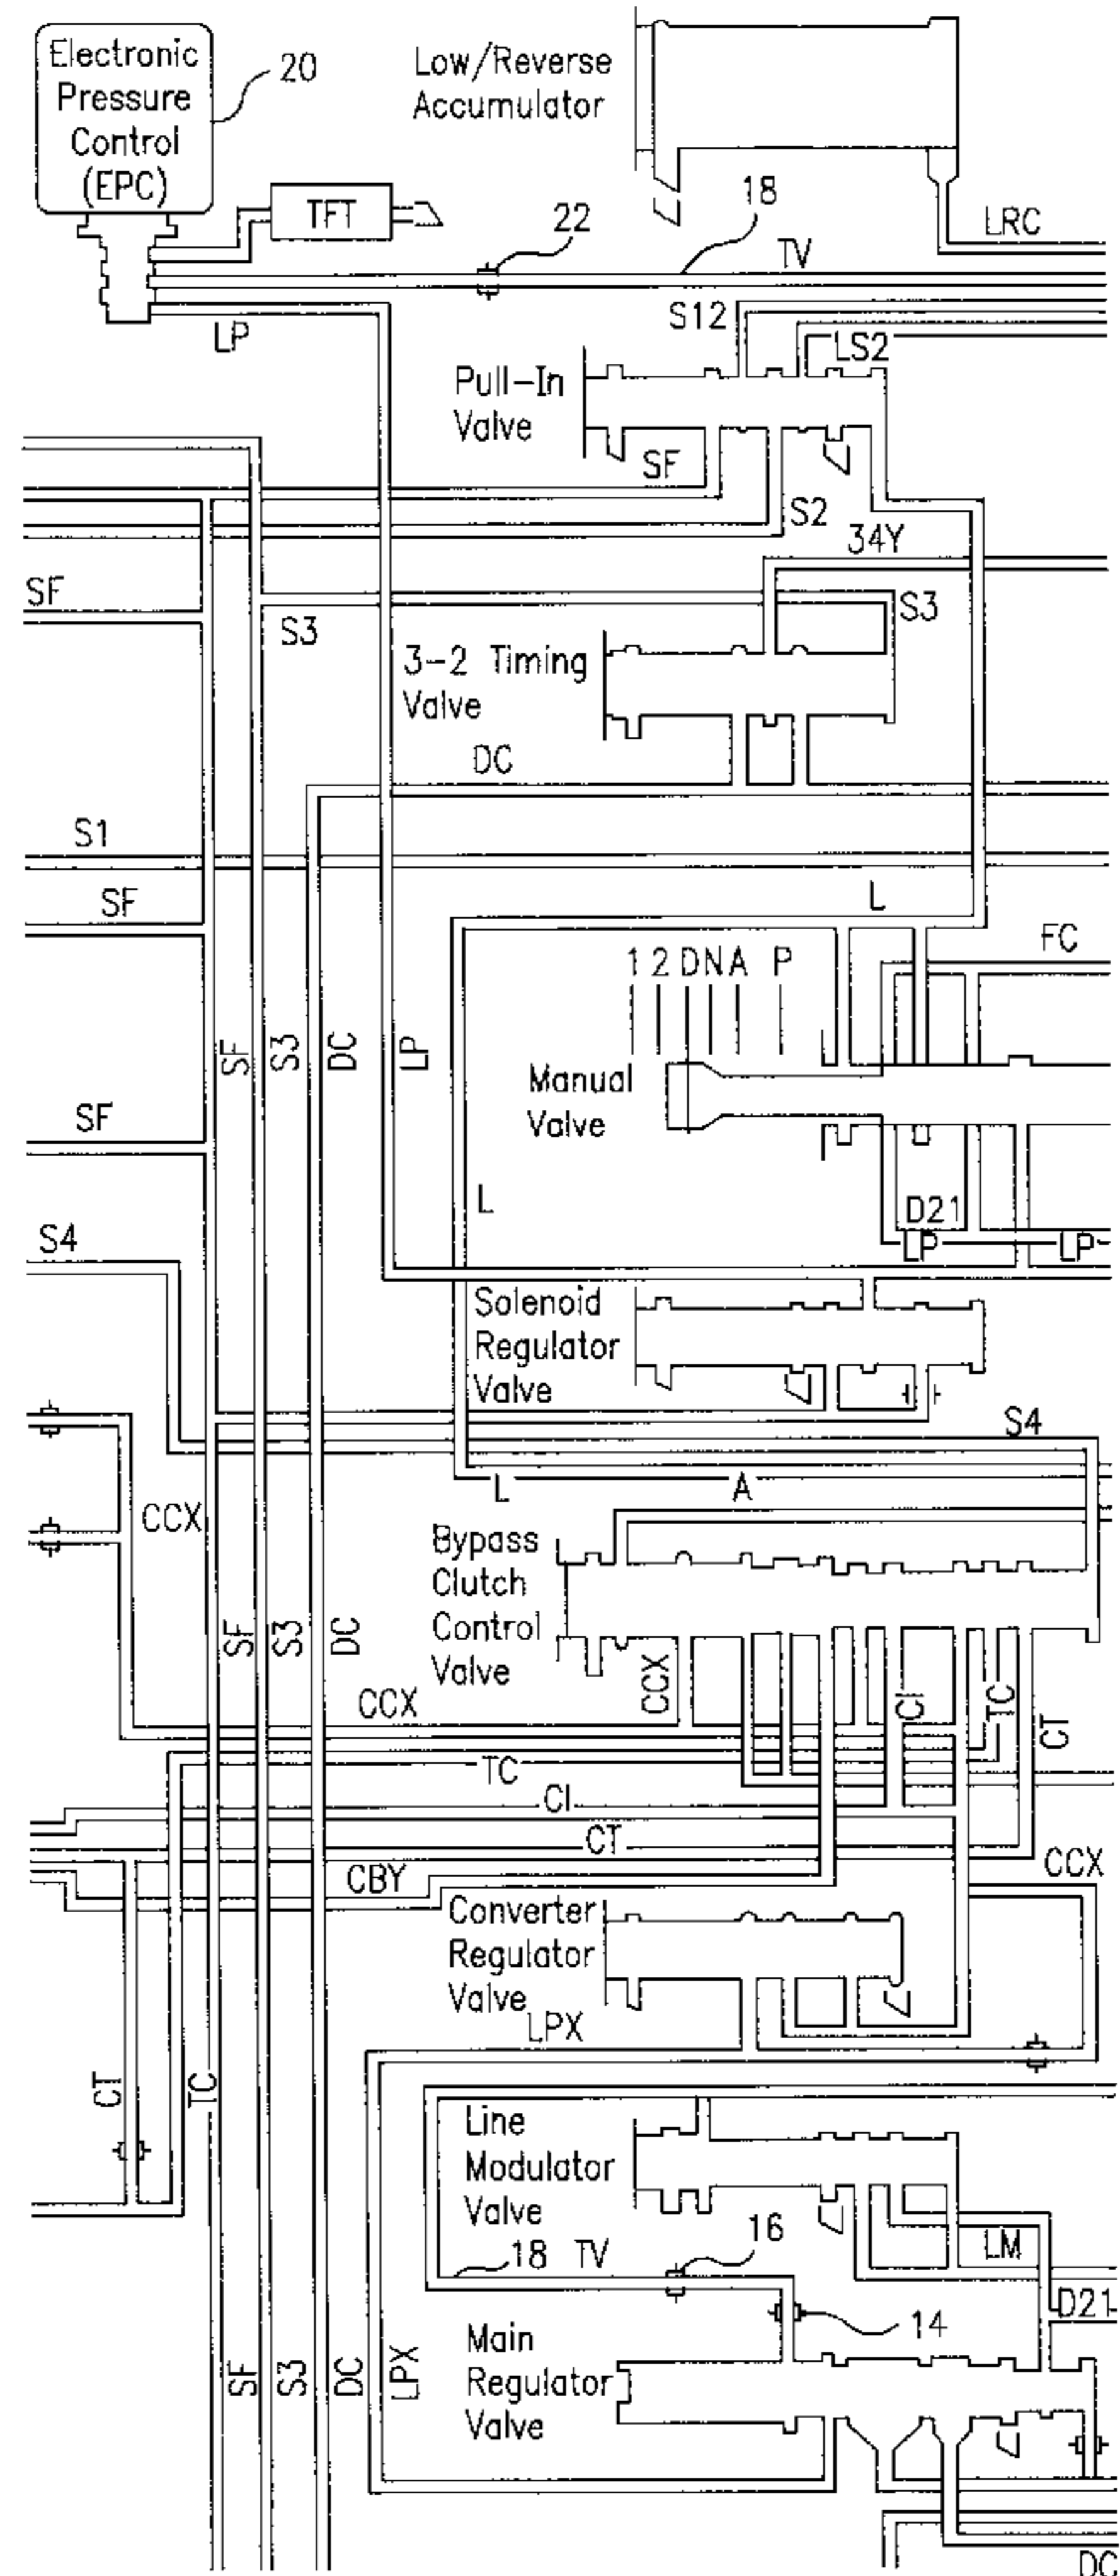 Electronic
Pressure
Control
(EPC)
20
Low/Reverse
Accumulator
TFT
22
18
LRC
TV
LP
S12
LS2
Pull-In
Valve
SF
S2
34Y
SF
S3
S3
3-2 Timing
Valve
DC
S1
SF
L
FC
1 2 D N A P
SF
S3
DC
LP
Manual
Valve
SF
L
D21
LP
LP
S4
Solenoid
Regulator
Valve
S4
L
A
CCX
Bypass
Clutch
Control
Valve
SF
S3
DC
CCX
CCX
CI
TC
CT
TC
CI
CT
CBY
CCX
Converter
Regulator
Valve
LPX
CT
TC
Line
Modulator
Valve
LM
18
TV
16
D21
14
Main
Regulator
Valve
SF
S3
DC
LPX
DC